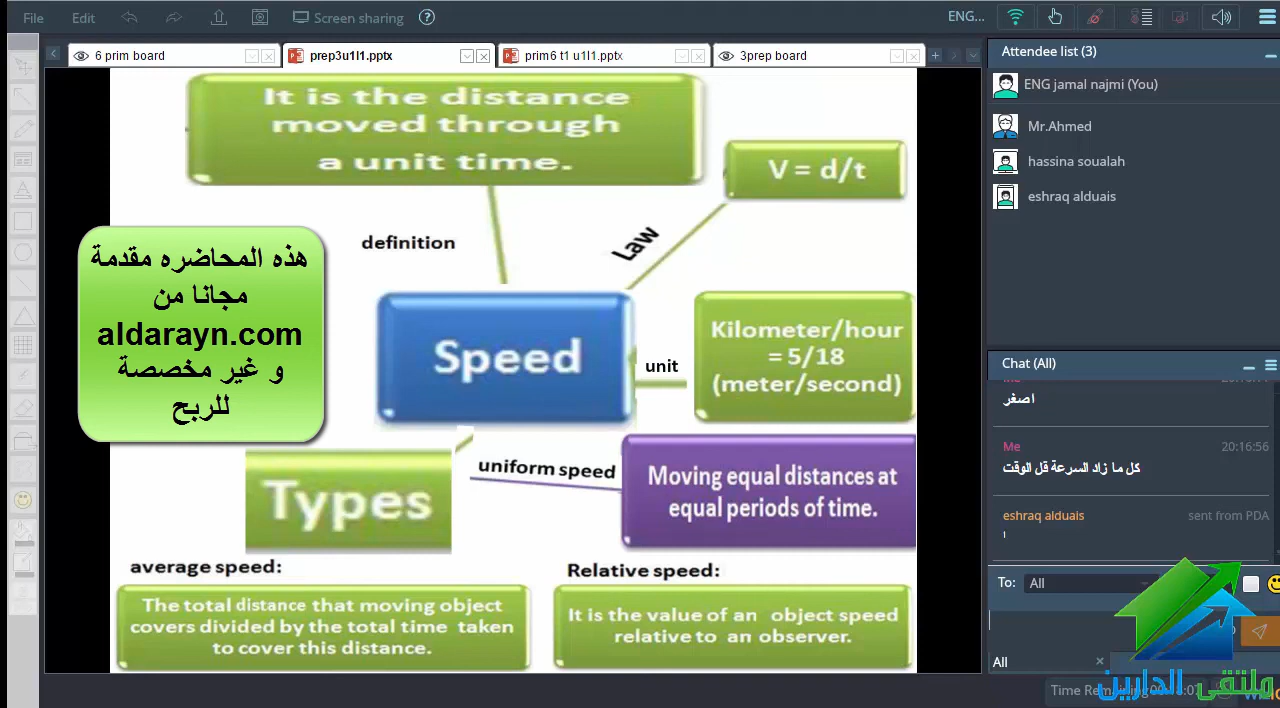 File Edit Screen sharing ENG...
6 prim board prep3u1l1.pptx prim6 t1 u1l1.pptx 3prep board
It is the distance
moved through
a unit time.
V = d/t
definition
Law
هذه المحاضره مقدمة
مجانا من
aldarayn.com
و غير مخصصة
للربح
Speed
unit
Kilometer/hour
= 5/18
(meter/second)
Types
uniform speed
Moving equal distances at
equal periods of time.
average speed:
The total distance that moving object
covers divided by the total time taken
to cover this distance.
Relative speed:
It is the value of an object speed
relative to an observer.
Attendee list (3)
ENG jamal najmi (You)
Mr.Ahmed
hassina soualah
eshraq alduais
Chat (All)
اصغر
Me 20:16:56
كل ما زاد السرعة قل الوقت
eshraq alduais sent from PDA
ا
To: All
All
Time
ملتقى الدارين